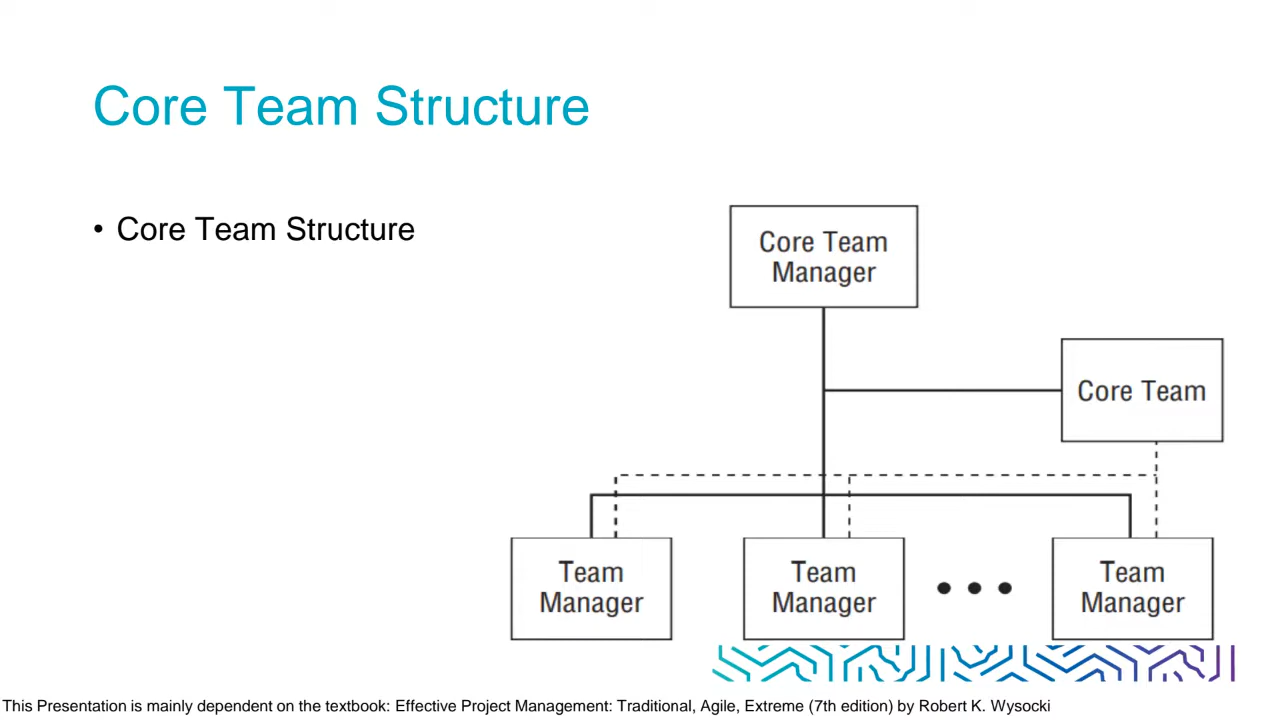 Core Team Structure
• Core Team Structure
Core Team
Manager
Core Team
Team
Manager
Team
Manager
Team
Manager
This Presentation is mainly dependent on the textbook: Effective Project Management: Traditional, Agile, Extreme (7th edition) by Robert K. Wysocki